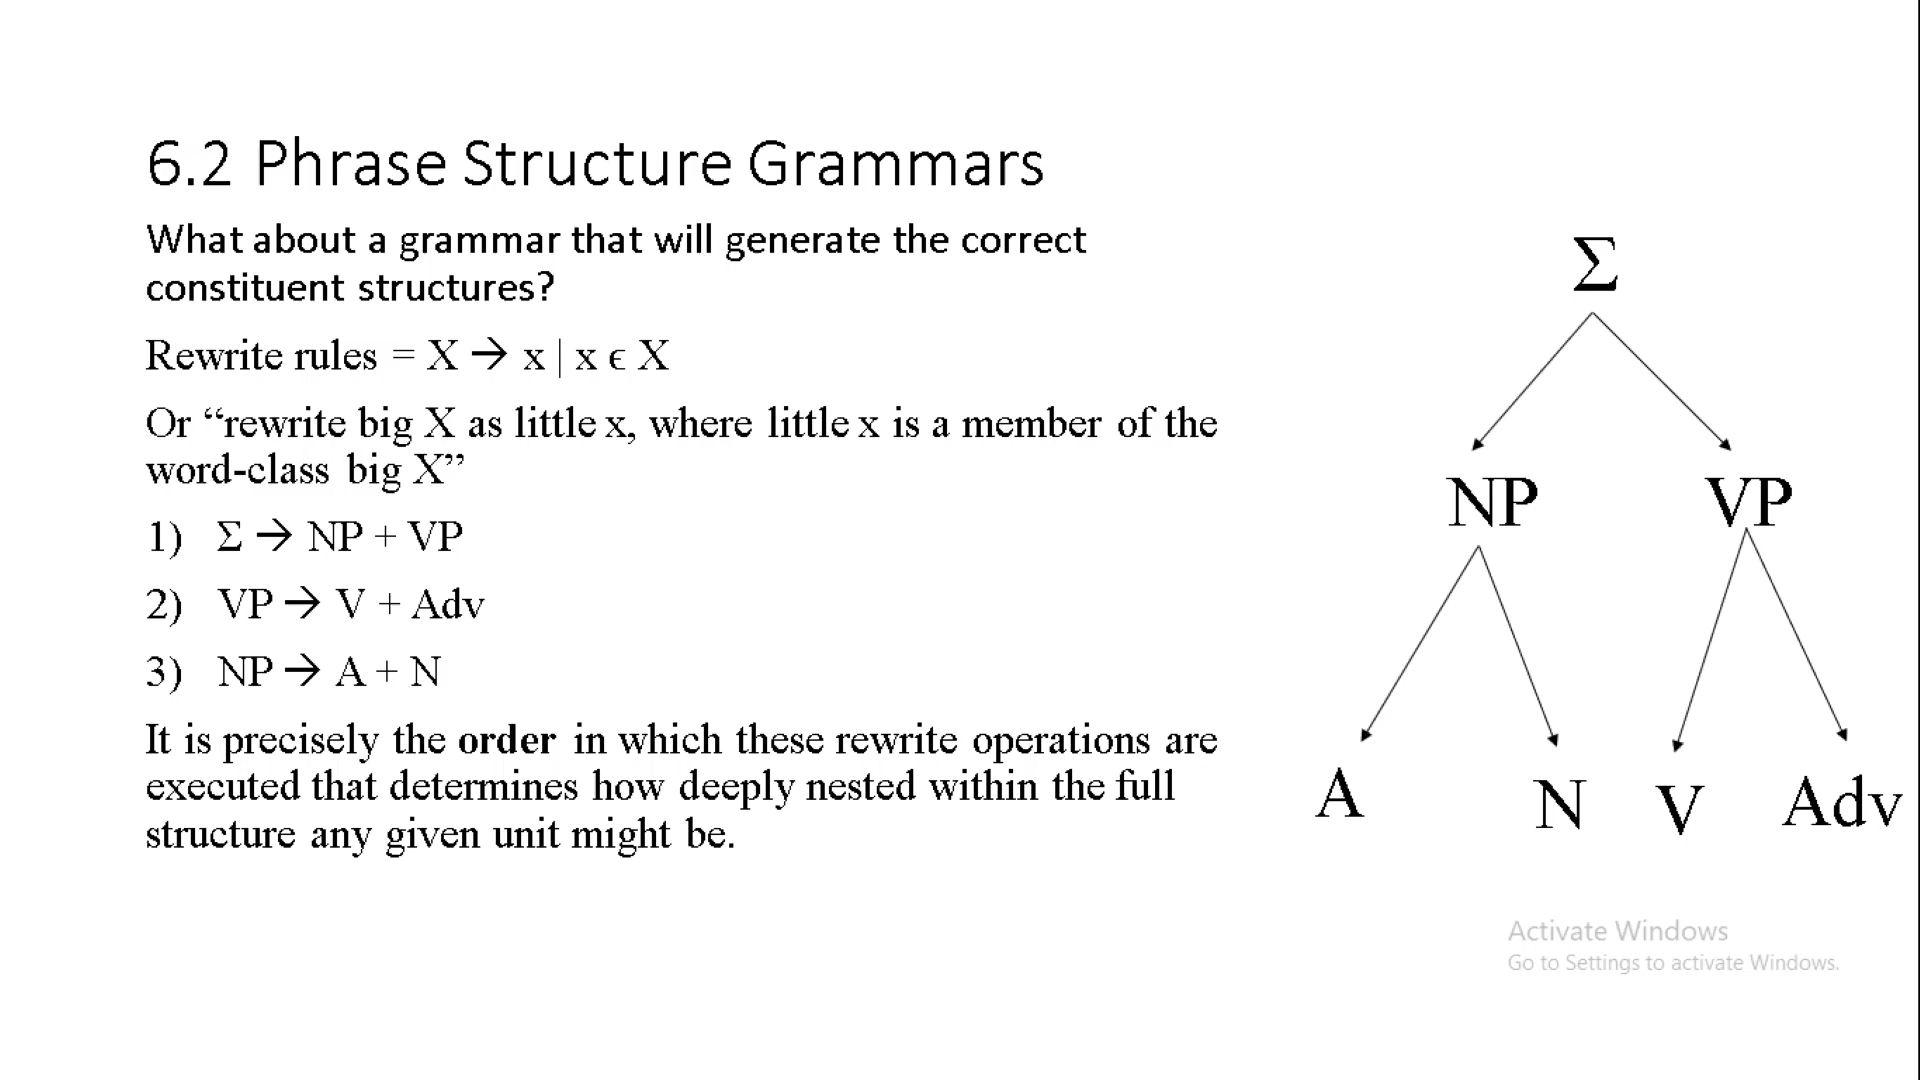 6.2 Phrase Structure Grammars
What about a grammar that will generate the correct
constituent structures?
Rewrite rules = X → x | x ϵ X
Or “rewrite big X as little x, where little x is a member of the
word-class big X”
1) Σ → NP + VP
2) VP → V + Adv
3) NP → A + N
It is precisely the order in which these rewrite operations are
executed that determines how deeply nested within the full
structure any given unit might be.
Σ
NP VP
A N V Adv
Activate Windows
Go to Settings to activate Windows.